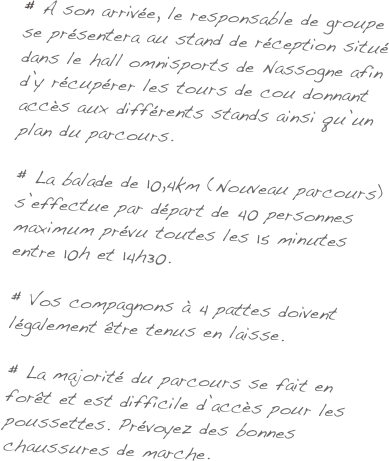 # A son arrivée, le responsable de groupe
se présentera au stand de réception situé
dans le hall omnisports de Nassogne afin
d'y récupérer les tours de cou donnant
accès aux différents stands ainsi qu'un
plan du parcours.

# La balade de 10,4km (Nouveau parcours)
s'effectue par départ de 40 personnes
maximum prévu toutes les 15 minutes
entre 10h et 14h30.

# Vos compagnons à 4 pattes doivent
légalement être tenus en laisse.

# La majorité du parcours se fait en
forêt et est difficile d'accès pour les
poussettes. Prévoyez des bonnes
chaussures de marche.